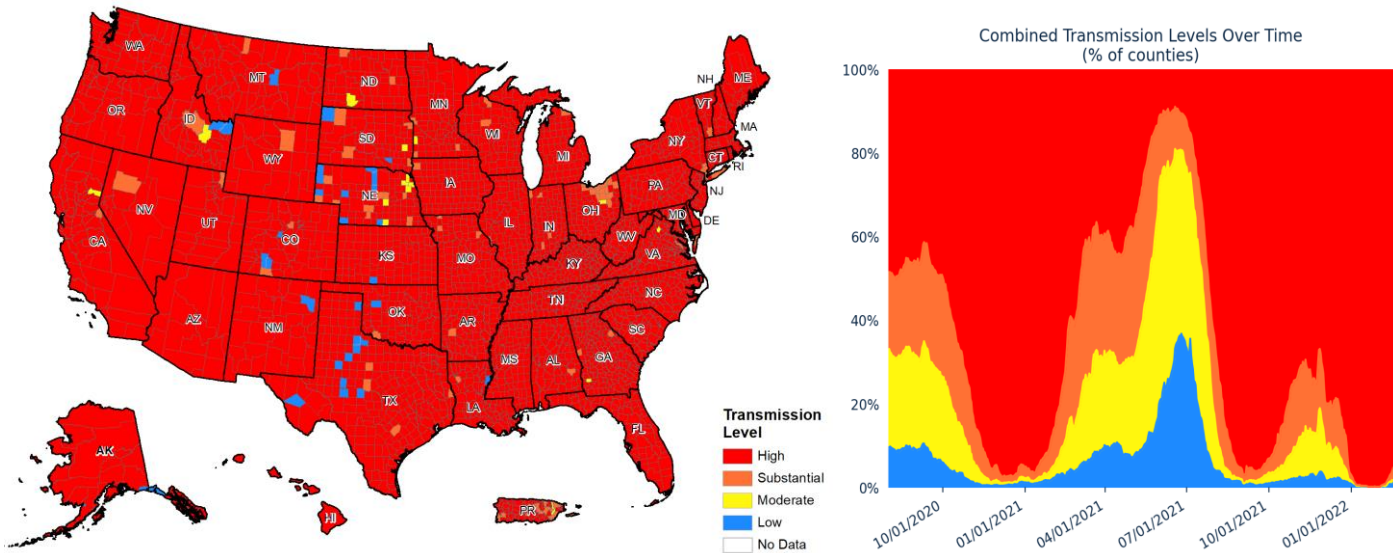 WA
MT
ND
MN
OR
ID
WY
SD
WI
MI
NH
ME
VT
NY
MA
CT
RI
NV
UT
CO
NE
IA
IL
IN
OH
PA
NJ
MD
DE
CA
KS
MO
KY
WV
VA
AZ
NM
OK
AR
TN
NC
SC
MS
AL
GA
TX
LA
FL
AK
HI
PR
Transmission
Level
High
Substantial
Moderate
Low
No Data
Combined Transmission Levels Over Time
(% of counties)
100%
80%
60%
40%
20%
0%
10/01/2020
01/01/2021
04/01/2021
07/01/2021
10/01/2021
01/01/2022